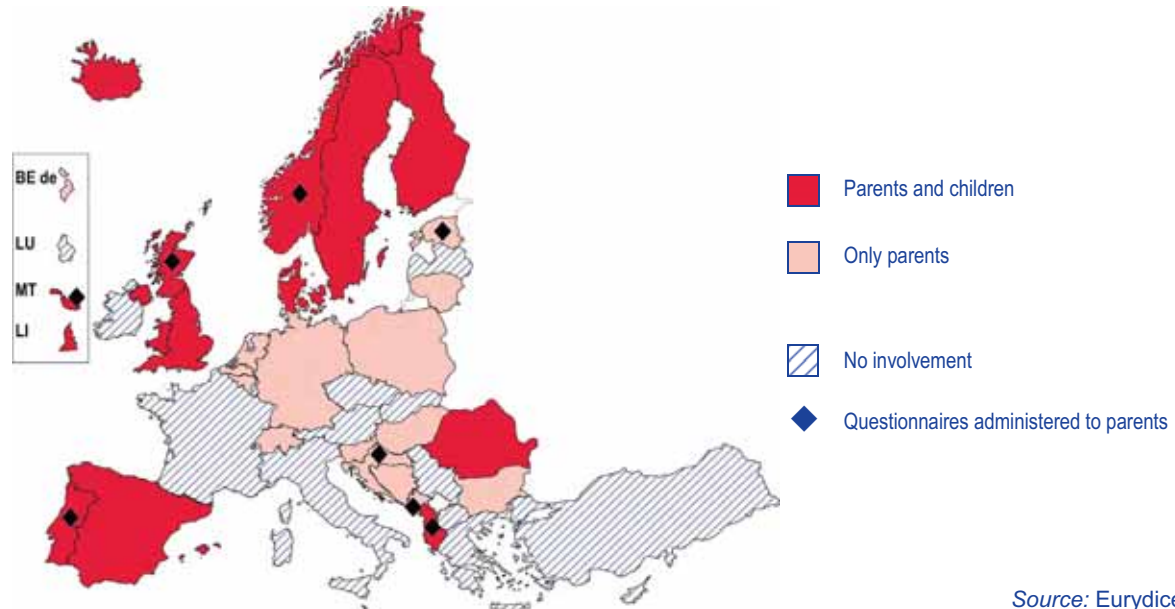 BE de
LU
MT
LI
Parents and children
Only parents
No involvement
Questionnaires administered to parents
Source: Eurydice